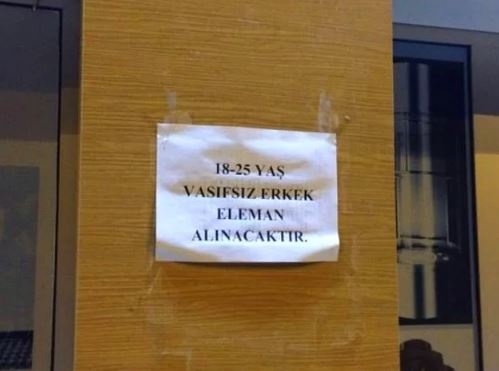 18-25 YAŞ
VASIFSIZ ERKEK
ELEMAN
ALINACAKTIR.